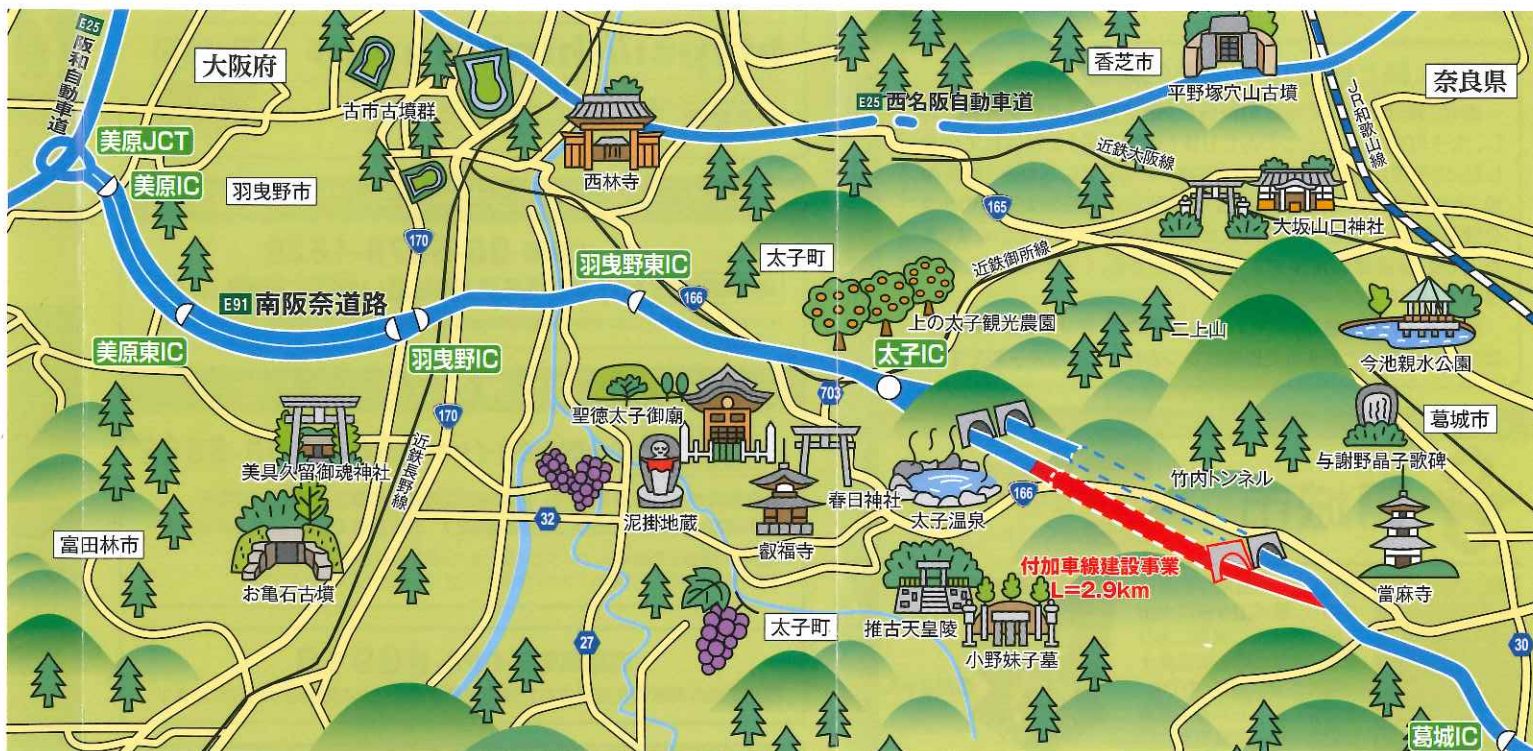 E25
阪和自動車道
大阪府
古市古墳群
美原JCT
美原IC
羽曳野市
西林寺
E25 西名阪自動車道
香芝市
平野塚穴山古墳
奈良県
JR和歌山線
近鉄大阪線
165
大坂山口神社
170
羽曳野東IC
太子町
近鉄御所線
E91 南阪奈道路
166
上の太子観光農園
二上山
今池親水公園
美原東IC
羽曳野IC
太子IC
703
聖徳太子御廟
170
近鉄長野線
美具久留御魂神社
葛城市
与謝野晶子歌碑
竹内トンネル
春日神社
太子温泉
166
泥掛地蔵
32
叡福寺
富田林市
お亀石古墳
付加車線建設事業
L=2.9km
當麻寺
太子町
推古天皇陵
小野妹子墓
27
30
葛城IC